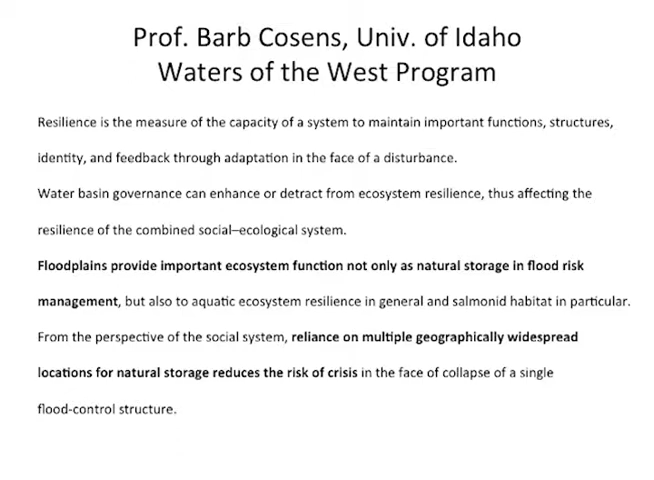 Prof. Barb Cosens, Univ. of Idaho
Waters of the West Program
Resilience is the measure of the capacity of a system to maintain important functions, structures,
identity, and feedback through adaptation in the face of a disturbance.
Water basin governance can enhance or detract from ecosystem resilience, thus affecting the
resilience of the combined social–ecological system.
Floodplains provide important ecosystem function not only as natural storage in flood risk
management, but also to aquatic ecosystem resilience in general and salmonid habitat in particular.
From the perspective of the social system, reliance on multiple geographically widespread
locations for natural storage reduces the risk of crisis in the face of collapse of a single
flood-control structure.